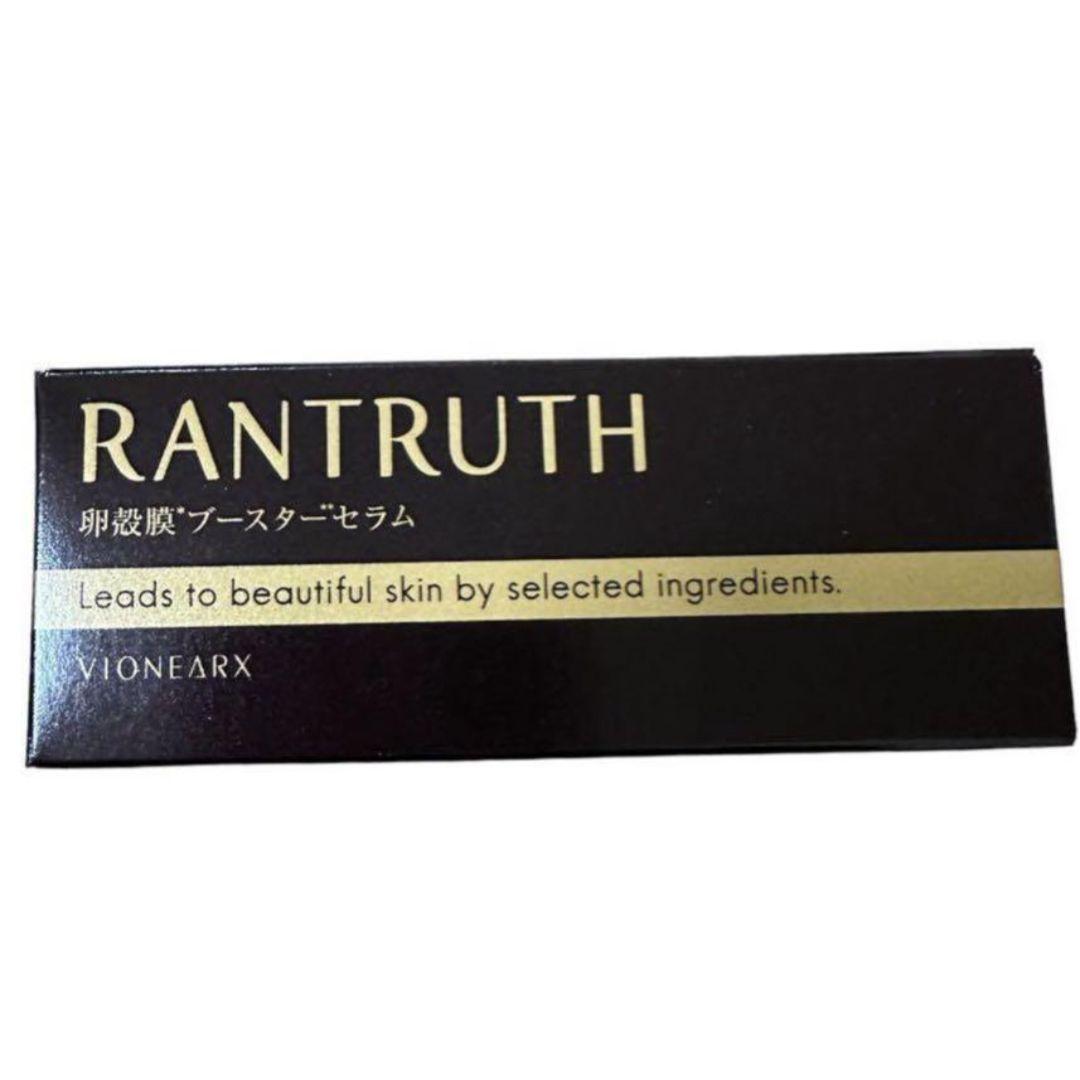 RANTRUTH
卵殻膜*ブースター**セラム
Leads to beautiful skin by selected ingredients.
VIONEARX